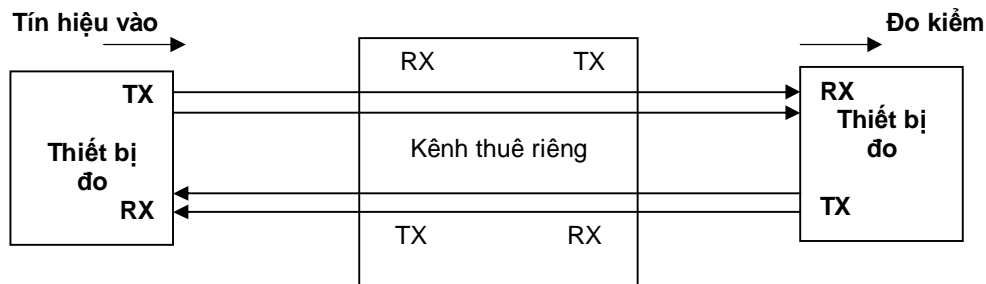 Tín hiệu vào
Đo kiểm
RX TX
TX
RX
Thiết bị
đo
Kênh thuê riêng
Thiết bị
đo
RX
TX
TX RX